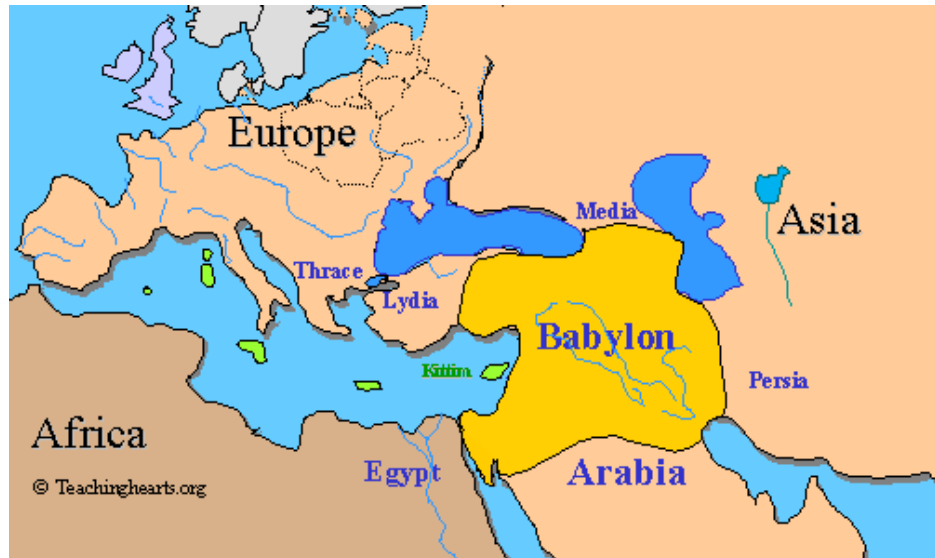 Europe
Media
Asia
Thrace
Lydia
Babylon
Kittim
Persia
Africa
Egypt
Arabia
© Teachinghearts.org